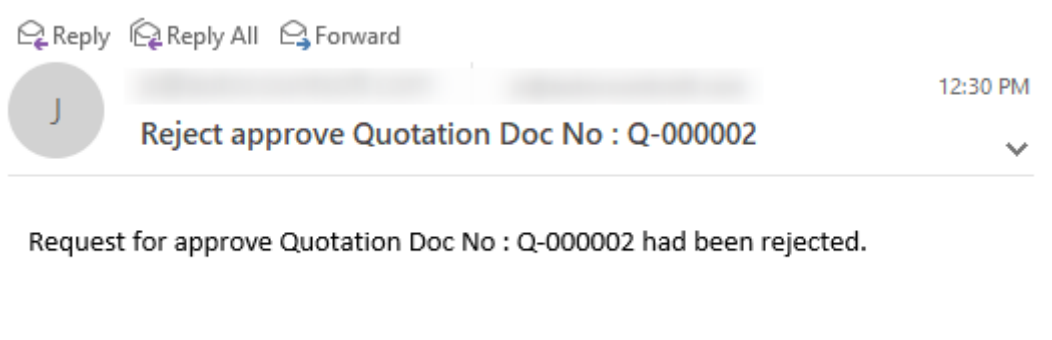 Reply Reply All Forward
J
12:30 PM
Reject approve Quotation Doc No : Q-000002
Request for approve Quotation Doc No : Q-000002 had been rejected.